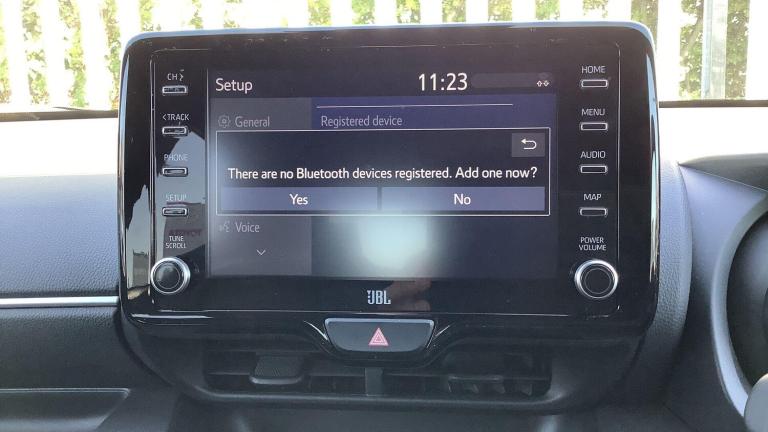 CH >
< TRACK
PHONE
SETUP
TUNE
SCROLL
Setup
11:23
General
Registered device
There are no Bluetooth devices registered. Add one now?
Yes
No
Voice
HOME
MENU
AUDIO
MAP
POWER
VOLUME
JBL